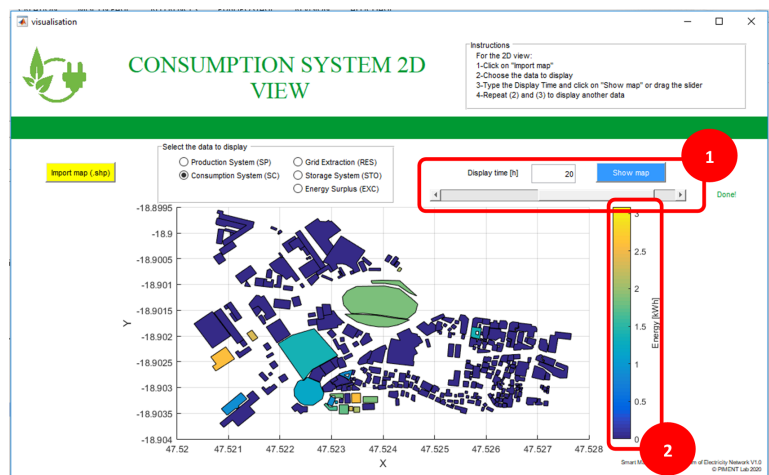 visualisation
CONSUMPTION SYSTEM 2D
VIEW
Instructions
For the 2D view:
1-Click on "Import map"
2-Choose the data to display
3-Type the Display Time and click on "Show map" or drag the slider
4-Repeat (2) and (3) to display another data
Import map (.shp)
Select the data to display
Production System (SP)
Grid Extraction (RES)
Consumption System (SC)
Storage System (STO)
Energy Surplus (EXC)
Display time [h]
20
Show map
1
Done!
-18.8995
-18.9
-18.9005
-18.901
-18.9015
-18.902
-18.9025
-18.903
-18.9035
-18.904
Y
47.52
47.521
47.522
47.523
47.524
47.525
47.526
47.527
47.528
X
3
2.5
2
1.5
1
0.5
0
Energy [kWh]
2
Smart M
m of Electricity Network V1.0
© PIMENT Lab 2020